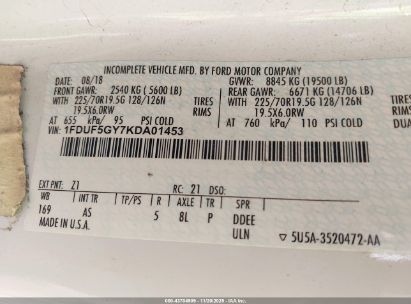 INCOMPLETE VEHICLE MFD. BY FORD MOTOR COMPANY
DATE: 08/18 GVWR: 8845 KG (19500 LB)
FRONT GAWR: 2540 KG (5600 LB) REAR GAWR: 6671 KG (14706 LB)
WITH 225/70R19.5G 128/126N TIRES WITH 225/70R19.5G 128/126N TIRES
19.5X6.0RW RIMS 19.5X6.0RW RIMS
AT 655 kPa/ 95 PSI COLD AT 760 kPa/ 110 PSI COLD
VIN: 1FDUF5GY7KDA01453
EXT PNT: Z1 RC: 21 DSO:
WB INT TR TP/PS R AXLE TR SPR
169 AS 5 8L P DDEE
MADE IN U.S.A. ULN 5U5A-3520472-AA